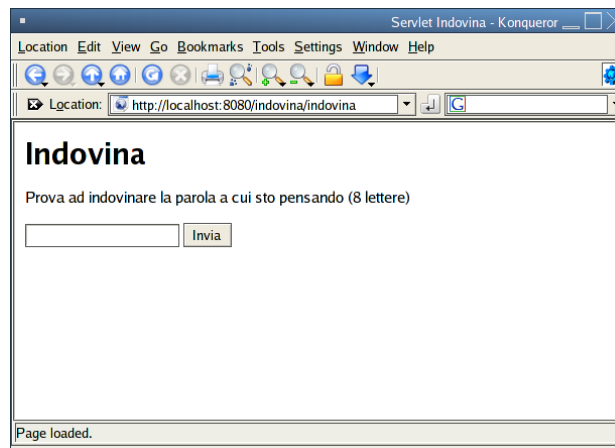 Servlet Indovina - Konqueror
Location Edit View Go Bookmarks Tools Settings Window Help
Location: http://localhost:8080/indovina/indovina G
Indovina
Prova ad indovinare la parola a cui sto pensando (8 lettere)
Invia
Page loaded.